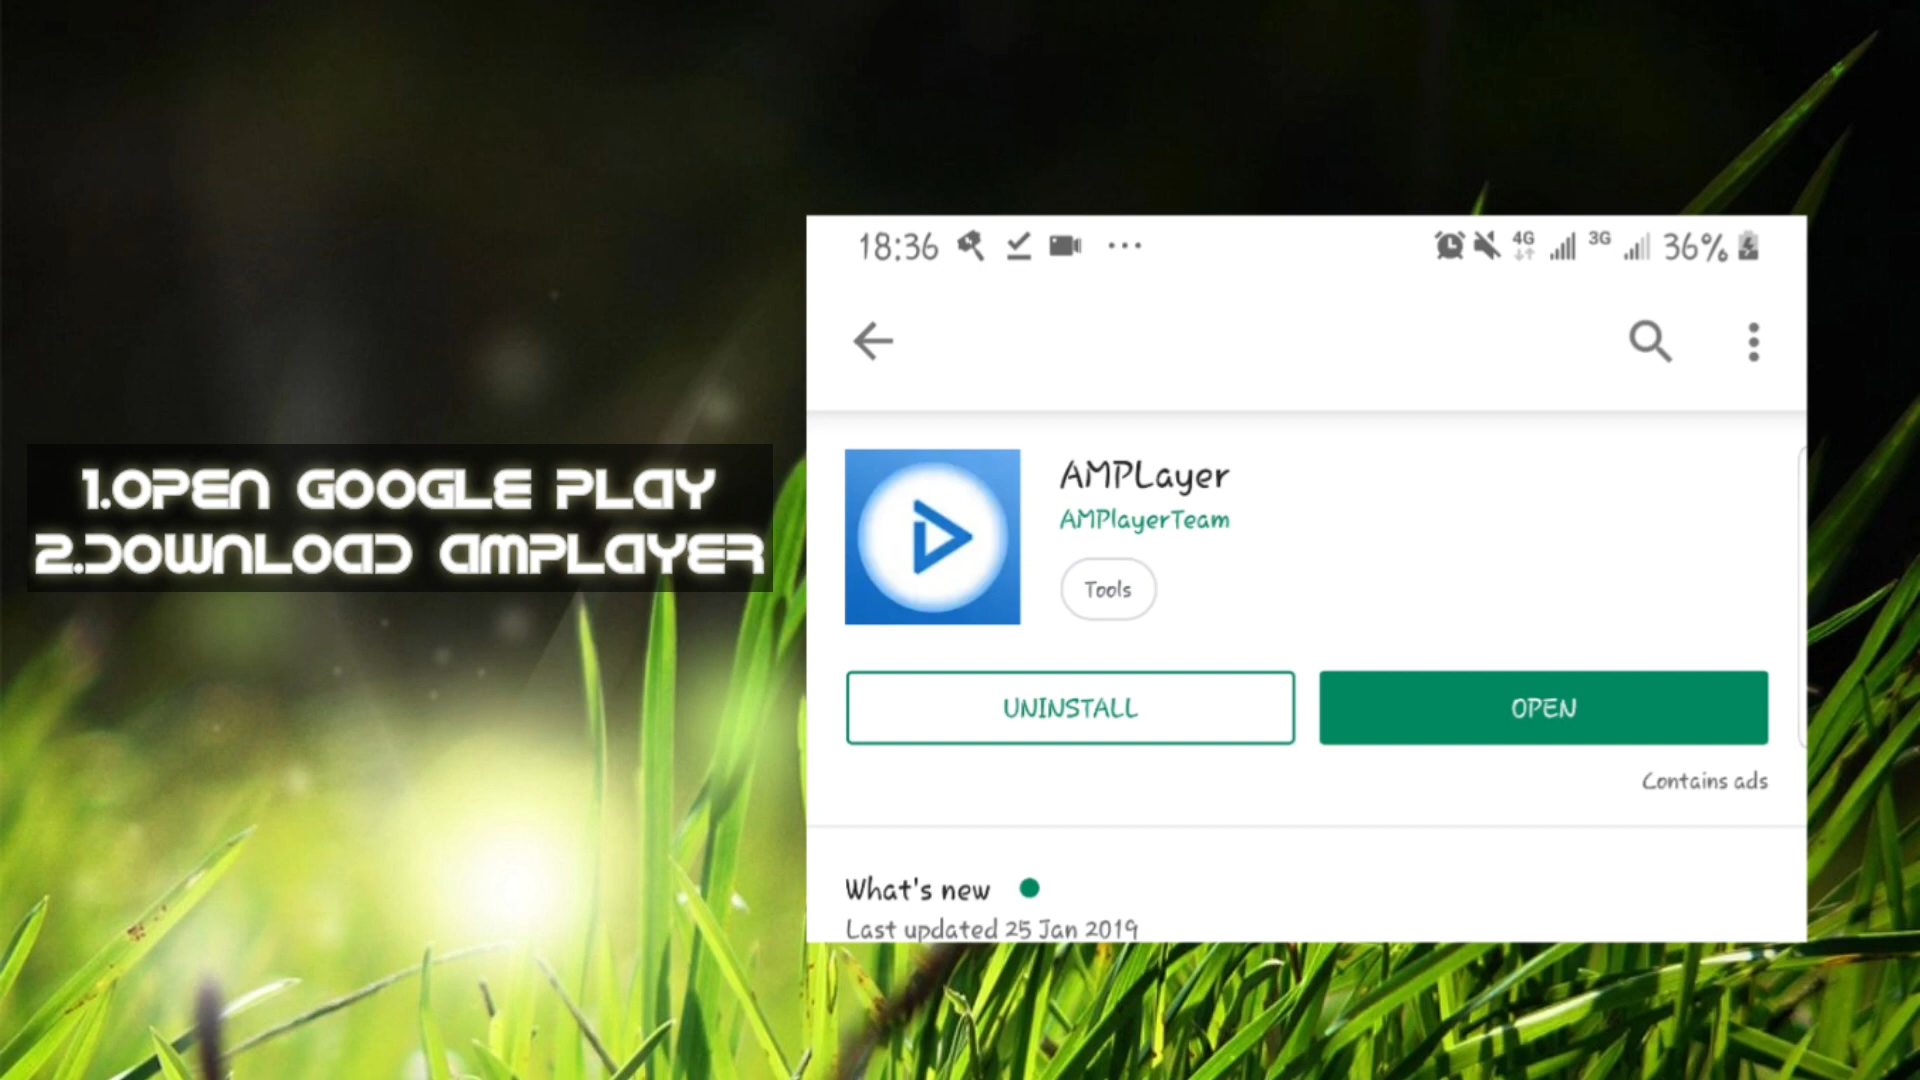 1.OPEN GOOGLE PLAY
2.DOWNLOAD AMPLAYER
18:36
4G 3G 36%
AMPLayer
AMPlayerTeam
Tools
UNINSTALL
OPEN
Contains ads
What's new
Last updated 25 Jan 2019